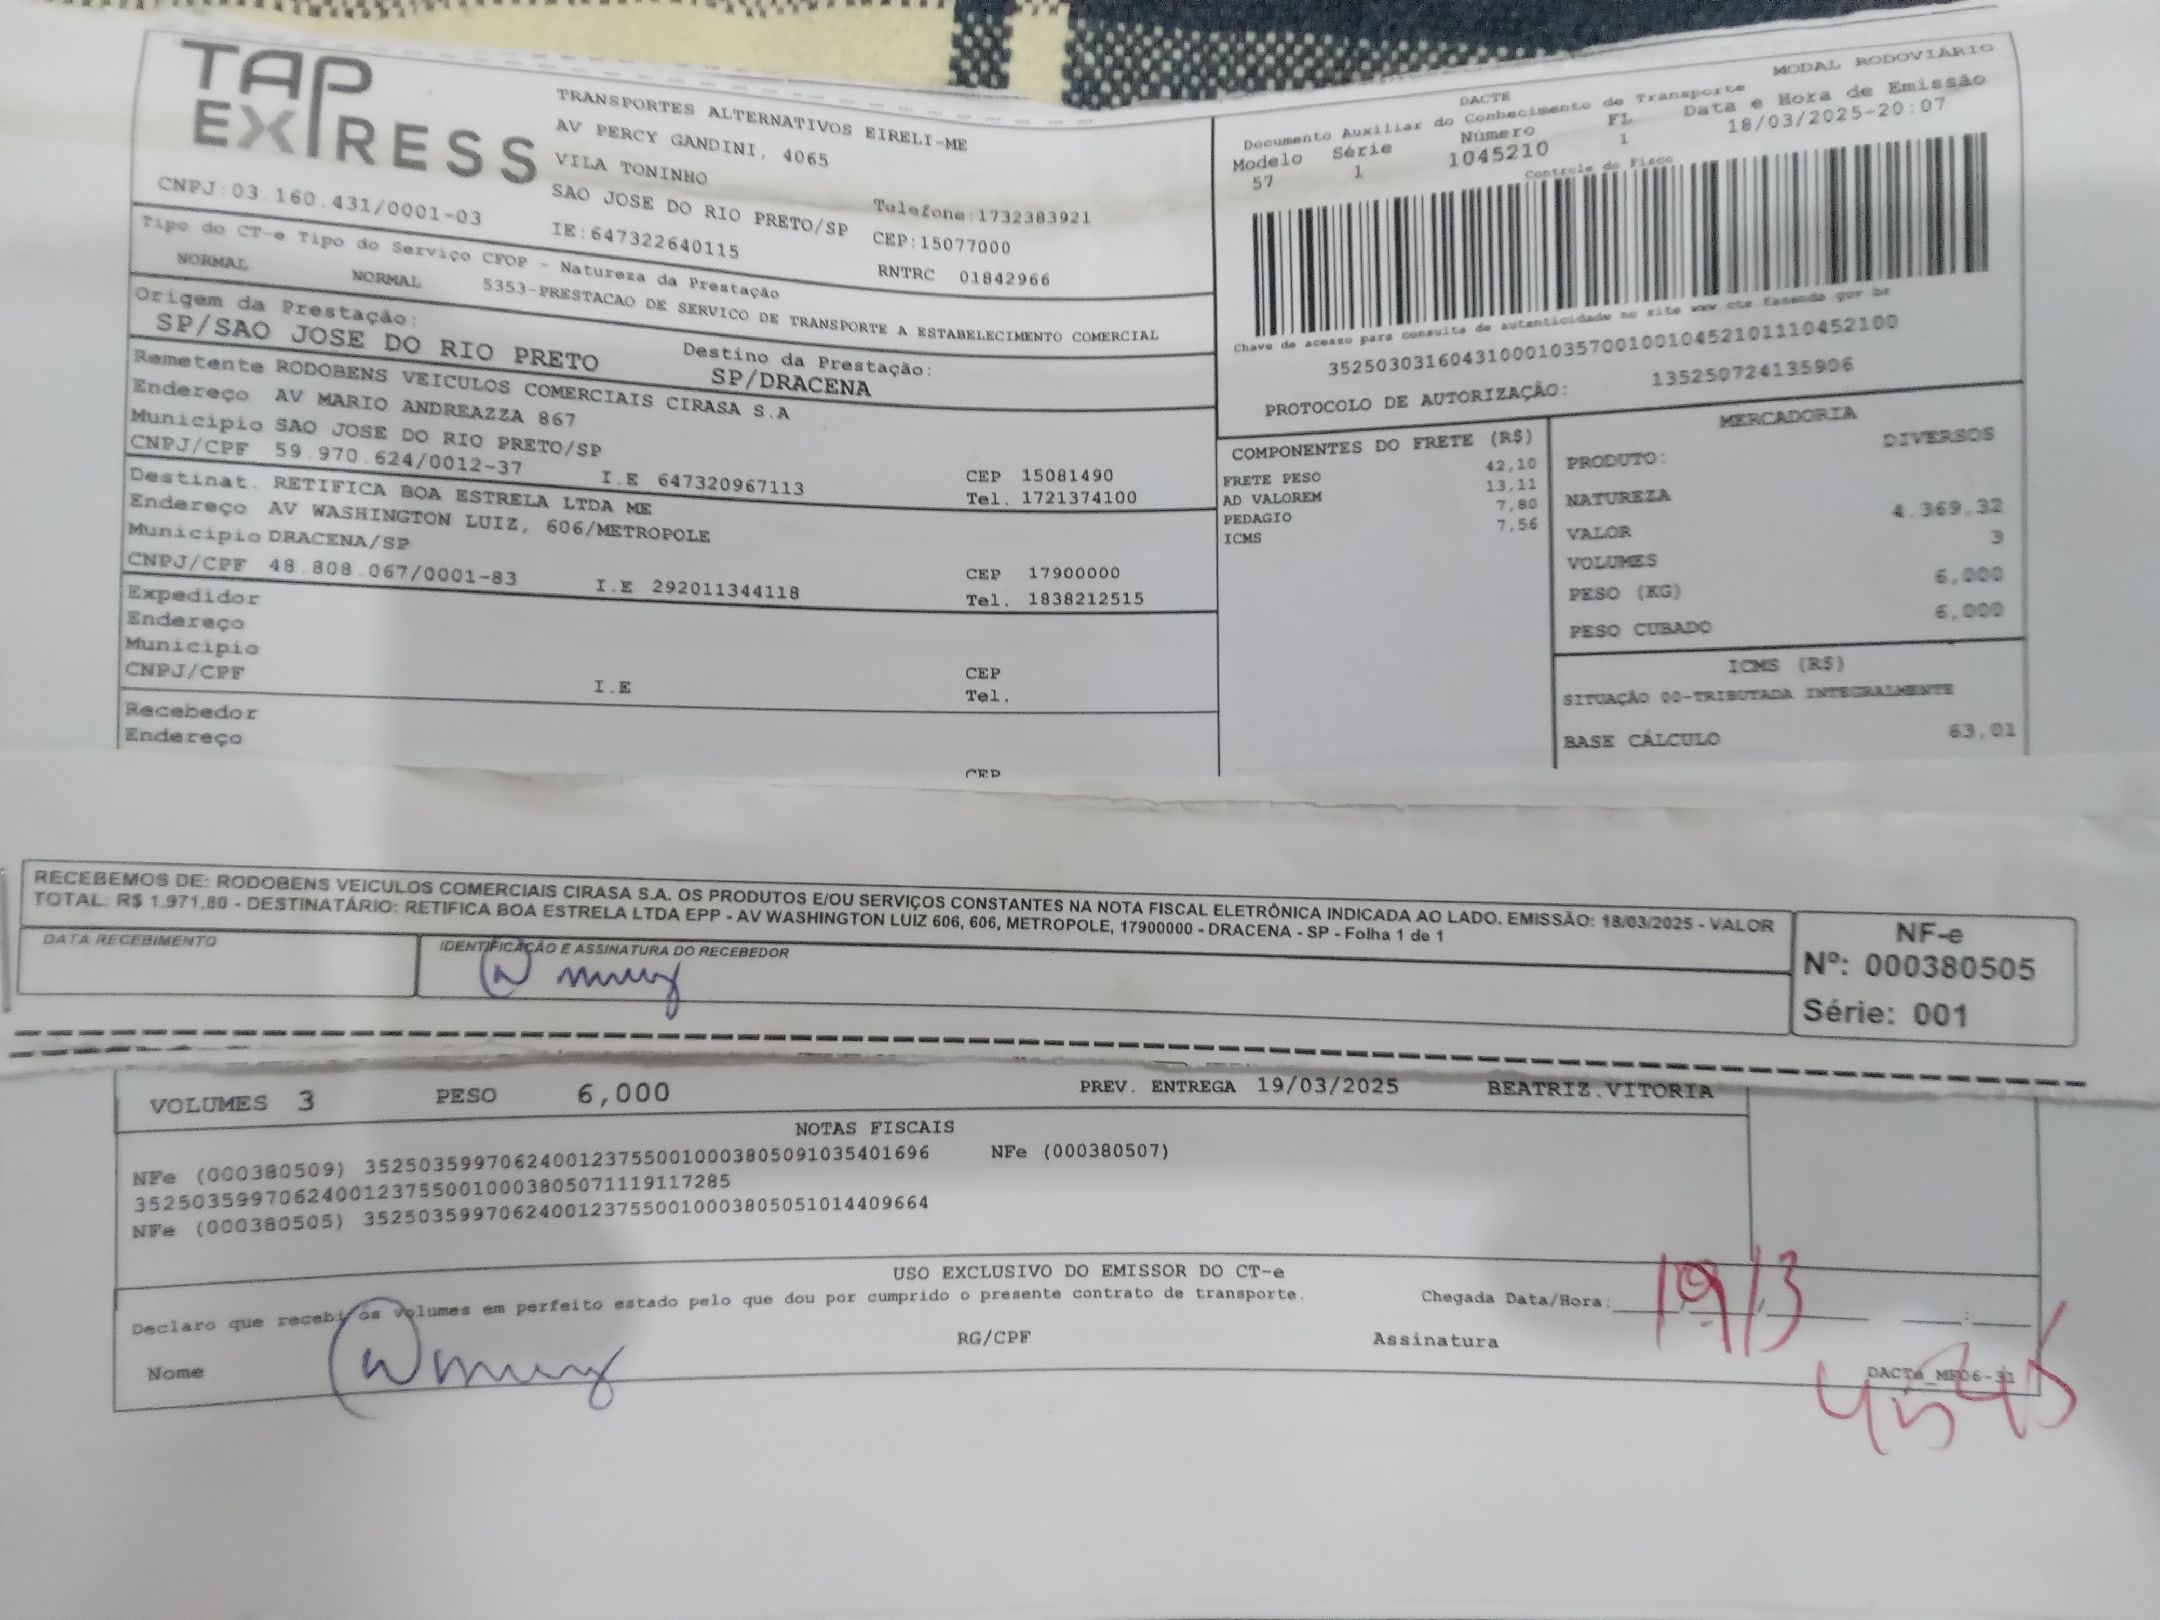 TAP
EXPRESS
TRANSPORTES ALTERNATIVOS EIRELI-ME
AV PERCY GANDINI, 4065
VILA TONINHO
SAO JOSE DO RIO PRETO/SP
Telefone:1732383921
CNPJ:03.160.431/0001-03
IE:647322640115
CEP:15077000
RNTRC 01842966
Tipo do CT-e Tipo do Serviço CFOP - Natureza da Prestação
NORMAL NORMAL 5353-PRESTACAO DE SERVICO DE TRANSPORTE A ESTABELECIMENTO COMERCIAL
Origem da Prestação: Destino da Prestação:
SP/SAO JOSE DO RIO PRETO SP/DRACENA
Remetente RODOBENS VEICULOS COMERCIAIS CIRASA S.A
Endereço AV MARIO ANDREAZZA 867
Municipio SAO JOSE DO RIO PRETO/SP CEP 15081490
CNPJ/CPF 59.970.624/0012-37 I.E 647320967113 Tel. 1721374100
Destinat. RETIFICA BOA ESTRELA LTDA ME
Endereço AV WASHINGTON LUIZ, 606/METROPOLE
Municipio DRACENA/SP CEP 17900000
CNPJ/CPF 48.808.067/0001-83 I.E 292011344118 Tel. 1838212515
Expedidor
Endereço
Municipio CEP
CNPJ/CPF I.E Tel.
Recebedor
Endereço
CEP
MODAL RODOVIÁRIO
DACTE
Documento Auxiliar do Conhecimento de Transporte
Modelo Série Número FL Data e Hora de Emissão
57 1 1045210 1 18/03/2025-20:07
Controle do Fisco
Chave de acesso para consulta de autenticidade no site www.cte.fazenda.gov.br
35250303160431000103570010010452101110452100
PROTOCOLO DE AUTORIZAÇÃO: 135250724135906
COMPONENTES DO FRETE (R$)
FRETE PESO 42,10
AD VALOREM 13,11
PEDAGIO 7,80
ICMS 7,56
MERCADORIA
PRODUTO: DIVERSOS
NATUREZA
VALOR 4.369,32
VOLUMES 3
PESO (KG) 6,000
PESO CUBADO 6,000
ICMS (R$)
SITUAÇÃO 00-TRIBUTADA INTEGRALMENTE
BASE CÁLCULO 63,01
RECEBEMOS DE: RODOBENS VEICULOS COMERCIAIS CIRASA S.A. OS PRODUTOS E/OU SERVIÇOS CONSTANTES NA NOTA FISCAL ELETRÔNICA INDICADA AO LADO. EMISSÃO: 18/03/2025 - VALOR
TOTAL: R$ 1.971,80 - DESTINATÁRIO: RETIFICA BOA ESTRELA LTDA EPP - AV WASHINGTON LUIZ 606, 606, METROPOLE, 17900000 - DRACENA - SP - Folha 1 de 1
DATA RECEBIMENTO
IDENTIFICAÇÃO E ASSINATURA DO RECEBEDOR
NF-e
Nº: 000380505
Série: 001
VOLUMES 3 PESO 6,000 PREV. ENTREGA 19/03/2025 BEATRIZ.VITORIA
NOTAS FISCAIS
NFe (000380509) 35250359970624001237550010003805091035401696 NFe (000380507)
35250359970624001237550010003805071119117285
NFe (000380505) 35250359970624001237550010003805051014409664
USO EXCLUSIVO DO EMISSOR DO CT-e
Declaro que recebi os volumes em perfeito estado pelo que dou por cumprido o presente contrato de transporte.
Chegada Data/Hora: 19/3
Nome RG/CPF Assinatura